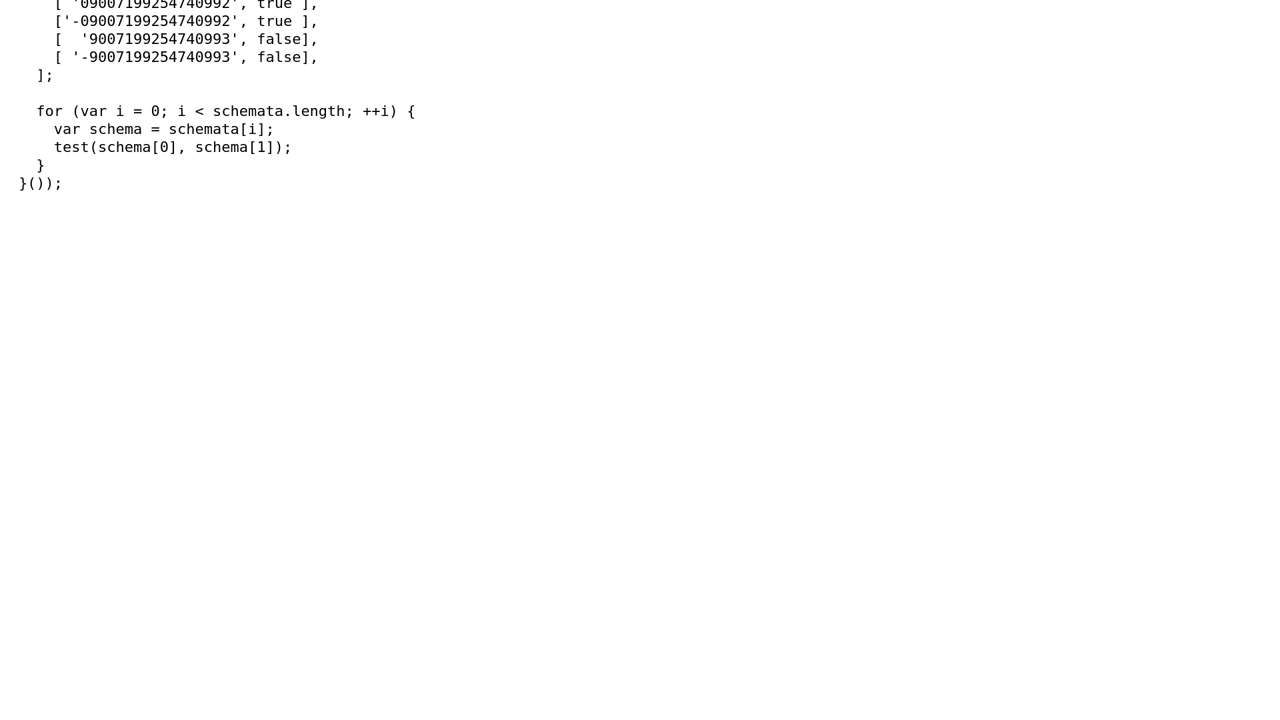 [ '09007199254740992', true ],
    ['-09007199254740992', true ],
    [  '9007199254740993', false],
    [ '-9007199254740993', false],
  ];

  for (var i = 0; i < schemata.length; ++i) {
    var schema = schemata[i];
    test(schema[0], schema[1]);
  }
}());